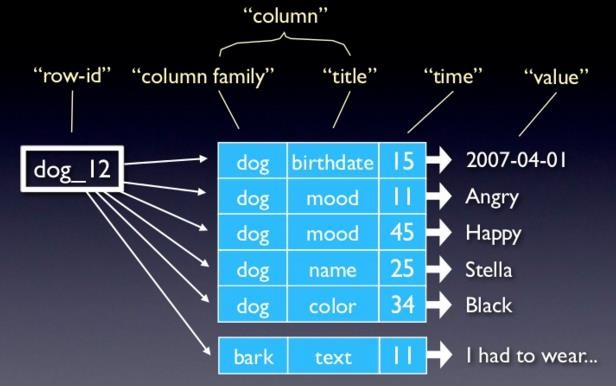 “column”
“row-id” “column family” “title” “time” “value”
dog_12
dog birthdate 15 2007-04-01
dog mood 11 Angry
dog mood 45 Happy
dog name 25 Stella
dog color 34 Black
bark text 11 I had to wear...